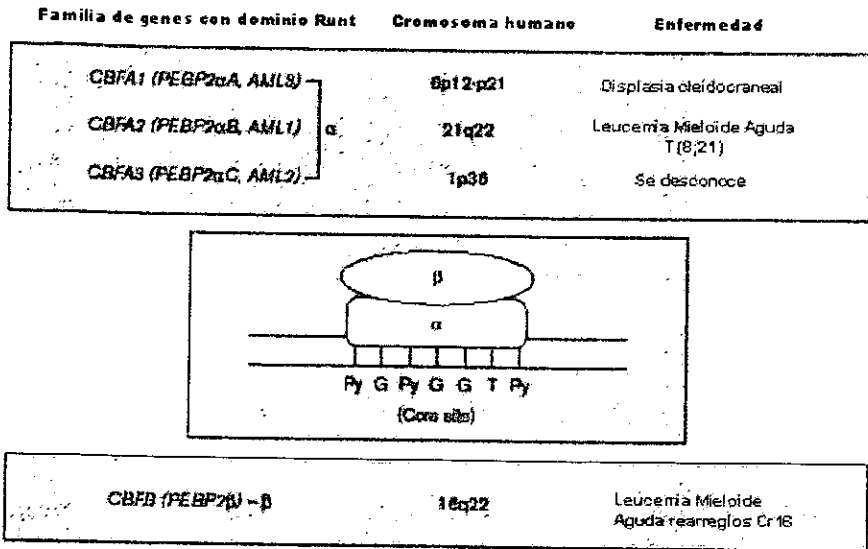 Familia de genes con dominio Runt Cromosoma humano Enfermedad
CBFA1 (PEBP2αA, AML3) 6p12-p21 Displasia cleídocraneal
CBFA2 (PEBP2αB, AML1) α 21q22 Leucemia Mieloide Aguda
T(8;21)
CBFA3 (PEBP2αC, AML2) 1p36 Se desconoce
β
α
Py G Py G G T Py
(Core site)
CBFB (PEBP2β) – β 16q22 Leucemia Mieloide
Aguda rearreglos Cr16